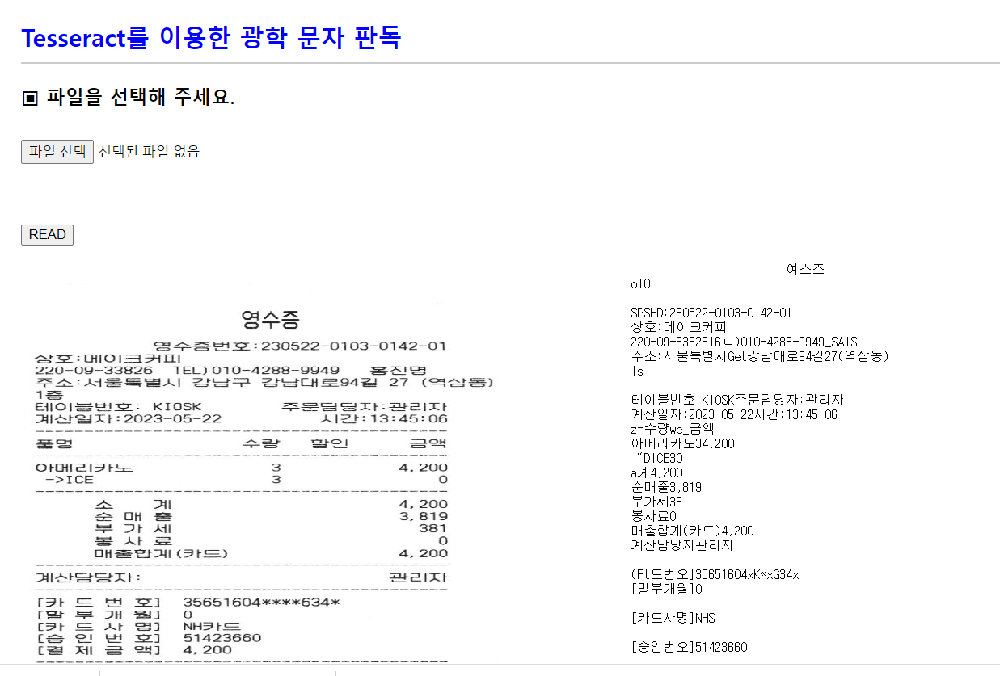 Tesseract를 이용한 광학 문자 판독
▣ 파일을 선택해 주세요.
파일 선택 선택된 파일 없음
READ
영수증
영수증번호:230522-0103-0142-01
상호:메이크커피
220-09-33826 TEL)010-4288-9949 홍진명
주소:서울특별시 강남구 강남대로94길 27 (역삼동)
1층
테이블번호: KIOSK 주문담당자:관리자
계산일자:2023-05-22 시간:13:45:06
품명 수량 할인 금액
아메리카노 3 4,200
->ICE 3 0
소 계 4,200
순 매 출 3,819
부 가 세 381
봉 사 료 0
매출합계(카드) 4,200
계산담당자: 관리자
[카 드 번 호] 35651604****634*
[할 부 개 월] 0
[카 드 사 명] NH카드
[승 인 번 호] 51423660
[결 제 금 액] 4,200
여스즈
oT0
SPSHD:230522-0103-0142-01
상호:메이크커피
220-09-3382616ㄴ)010-4288-9949_SAIS
주소:서물특별시Get강남대로94길27(역삼동)
1s
테이블번호:KIOSK주문담당자:관리자
계산일자:2023-05-22시간:13:45:06
z=수량we_금액
아메리카노34,200
“DICE30
a계4,200
순매줄3,819
부가세381
봉사료0
매출합계(카드)4,200
계산담당자관리자
(Ft드번오]35651604xK«xG34x
[말부개월]0
[카드사명]NHS
[승인번오]51423660